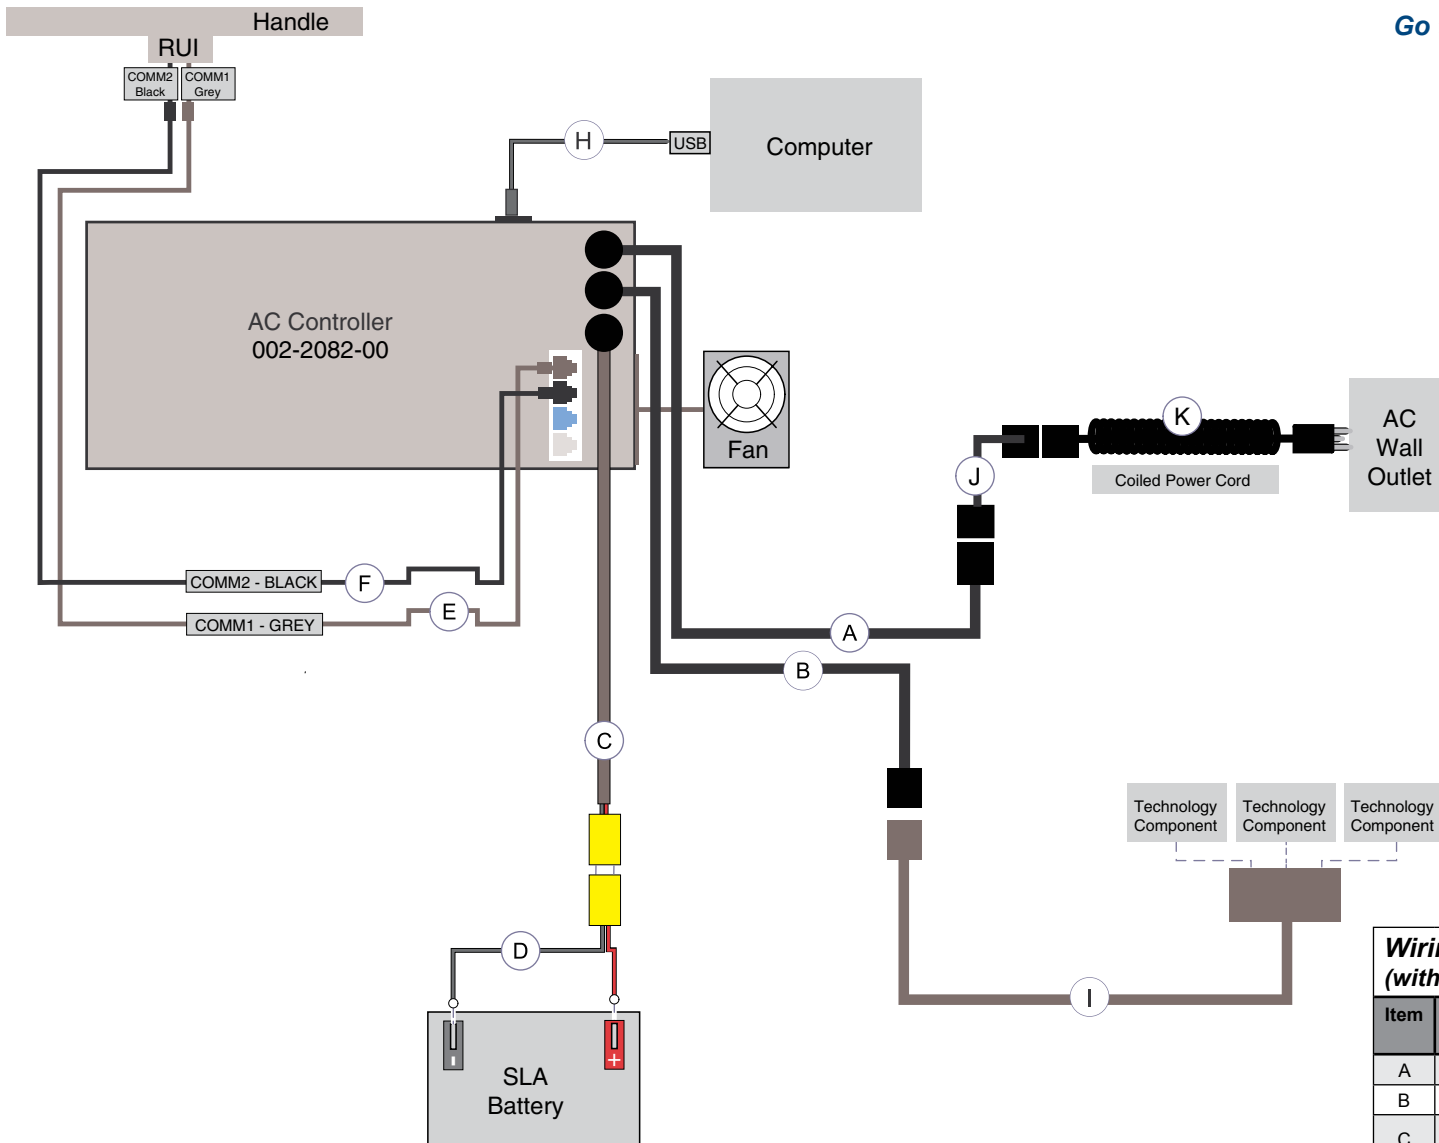 Handle
Go
RUI
COMM2
Black
COMM1
Grey
H
USB
Computer
AC Controller
002-2082-00
Fan
K
AC
Wall
Outlet
J
Coiled Power Cord
COMM2 - BLACK
F
COMM1 - GREY
E
A
B
C
Technology
Component
Technology
Component
Technology
Component
D
I
-
+
SLA
Battery
(with
Item
A
B
C